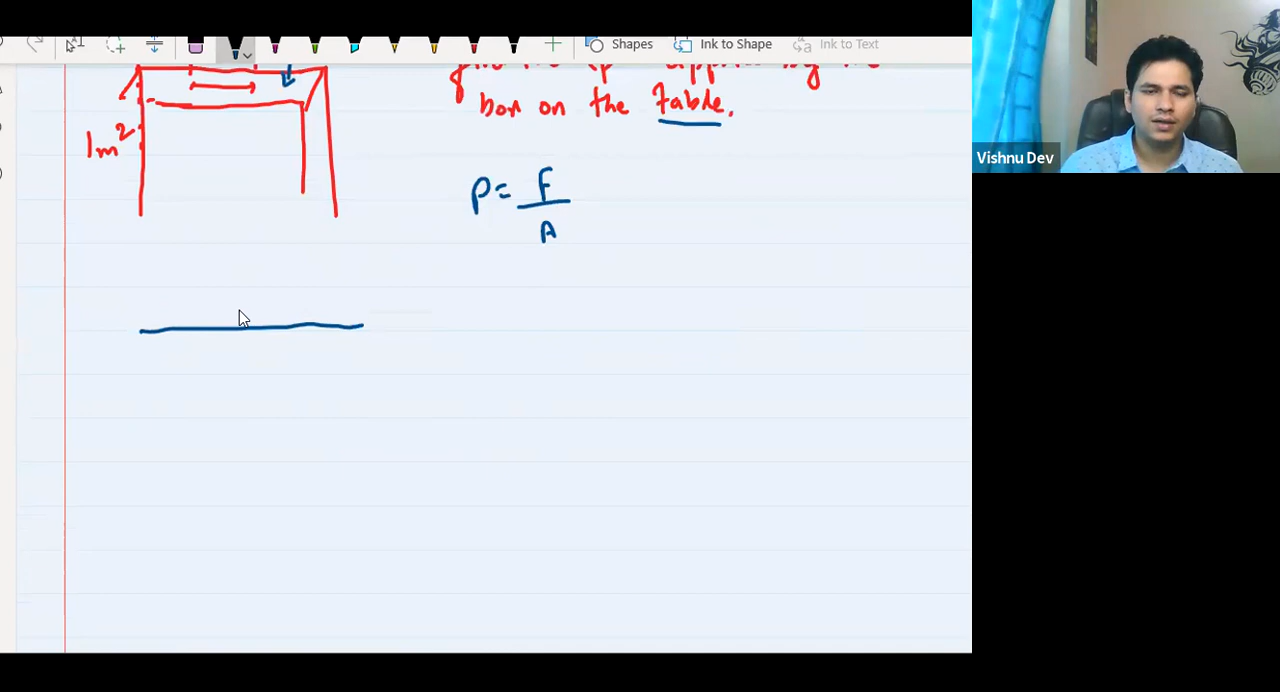 Shapes
Ink to Shape
Ink to Text
Vishnu Dev
box on the table.
1m²
P = F
A